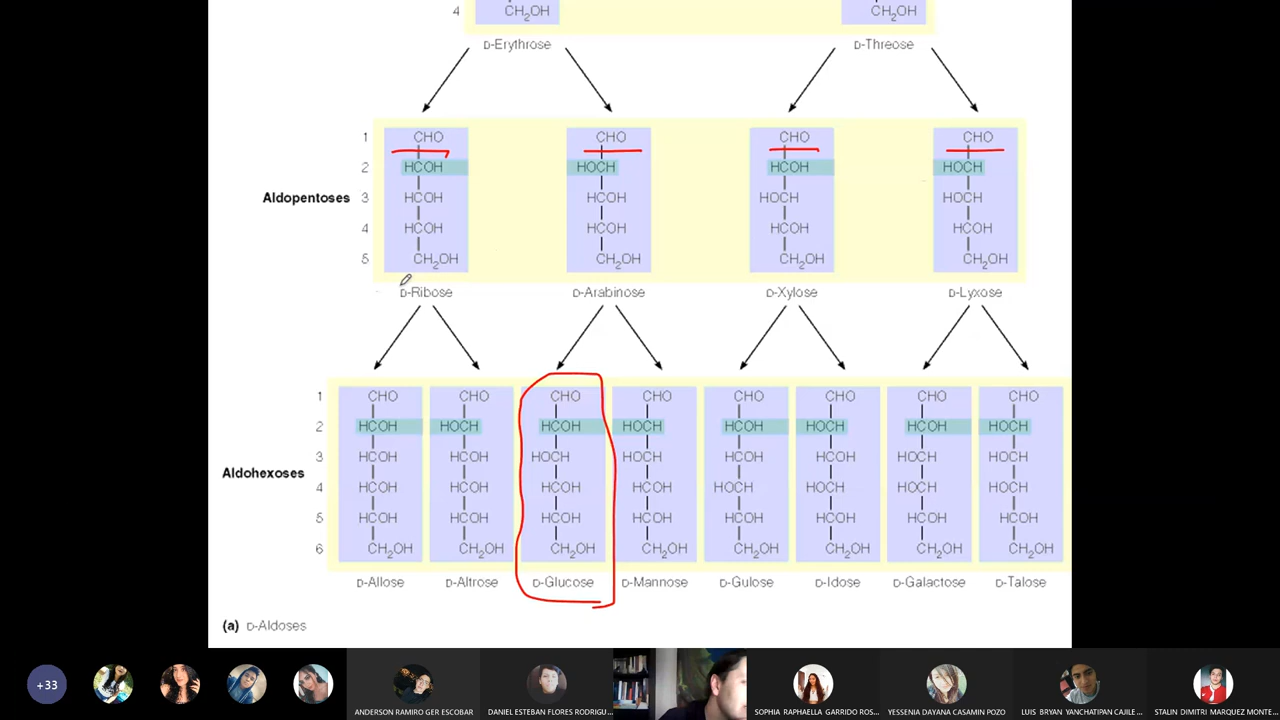 4 CH2OH CH2OH
D-Erythrose D-Threose
1 CHO CHO CHO CHO
2 HCOH HOCH HCOH HOCH
Aldopentoses 3 HCOH HCOH HOCH HOCH
4 HCOH HCOH HCOH HCOH
5 CH2OH CH2OH CH2OH CH2OH
D-Ribose D-Arabinose D-Xylose D-Lyxose
1 CHO CHO CHO CHO CHO CHO CHO CHO
2 HCOH HOCH HCOH HOCH HCOH HOCH HCOH HOCH
3 HCOH HCOH HOCH HOCH HCOH HCOH HOCH HOCH
Aldohexoses
4 HCOH HCOH HCOH HCOH HOCH HOCH HOCH HOCH
5 HCOH HCOH HCOH HCOH HCOH HCOH HCOH HCOH
6 CH2OH CH2OH CH2OH CH2OH CH2OH CH2OH CH2OH CH2OH
D-Allose D-Altrose D-Glucose D-Mannose D-Gulose D-Idose D-Galactose D-Talose
(a) D-Aldoses
+33
ANDERSON RAMIRO GER ESCOBAR DANIEL ESTEBAN FLORES RODRIGU... SOPHIA RAPHAELLA GARRIDO ROS... YESSENIA DAYANA CASAMIN POZO LUIS BRYAN YANCHATIPAN CAJILE ... STALIN DIMITRI MARQUEZ MONTE...